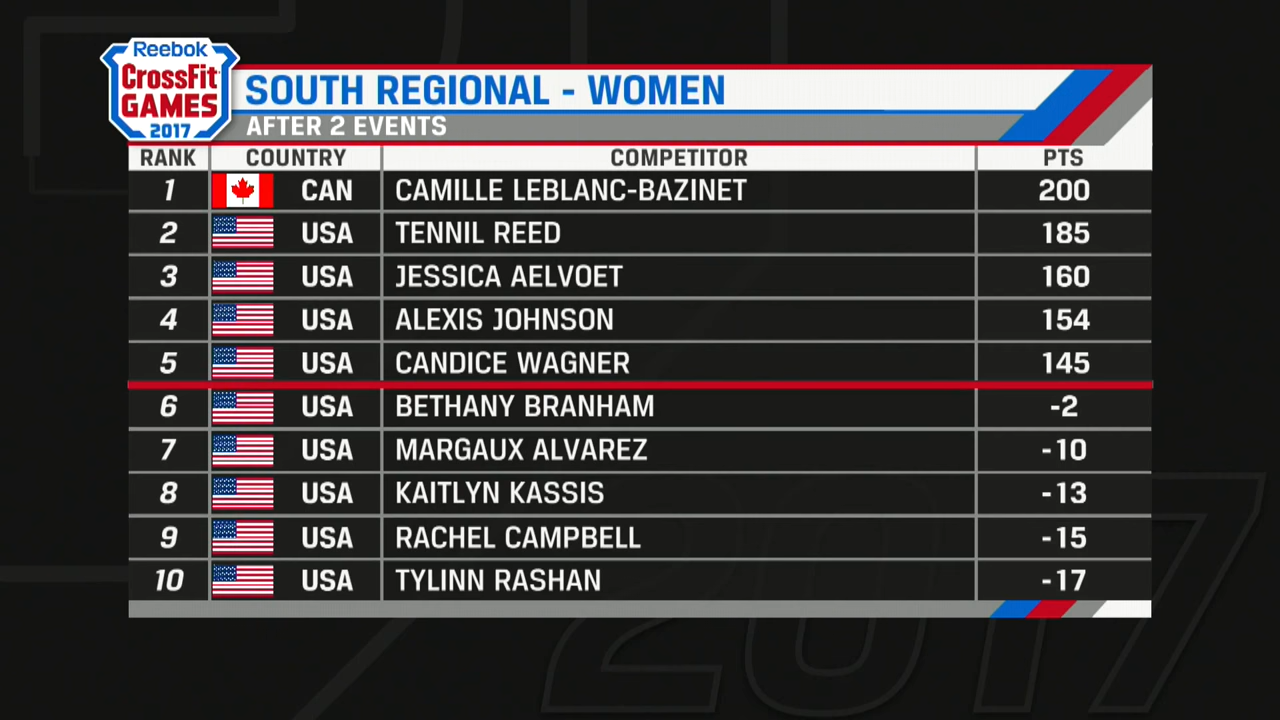 Reebok
CrossFit
GAMES
2017
SOUTH REGIONAL - WOMEN
AFTER 2 EVENTS
RANK COUNTRY COMPETITOR PTS
1 CAN CAMILLE LEBLANC-BAZINET 200
2 USA TENNIL REED 185
3 USA JESSICA AELVOET 160
4 USA ALEXIS JOHNSON 154
5 USA CANDICE WAGNER 145
6 USA BETHANY BRANHAM -2
7 USA MARGAUX ALVAREZ -10
8 USA KAITLYN KASSIS -13
9 USA RACHEL CAMPBELL -15
10 USA TYLINN RASHAN -17
2017